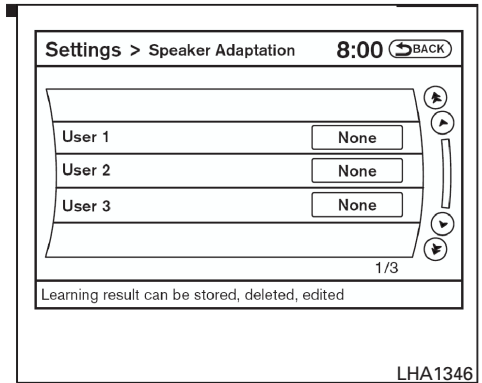 Settings > Speaker Adaptation 8:00 BACK
User 1 None
User 2 None
User 3 None
1/3
Learning result can be stored, deleted, edited
LHA1346